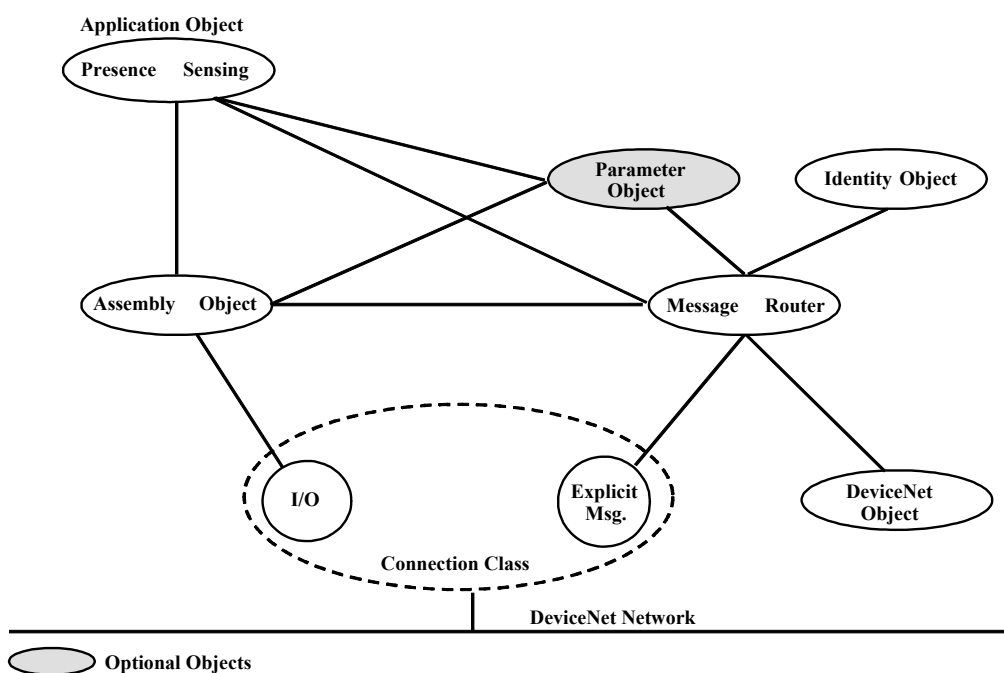 Application Object
Presence Sensing
Parameter
Object
Identity Object
Assembly Object
Message Router
I/O
Explicit
Msg.
DeviceNet
Object
Connection Class
DeviceNet Network
Optional Objects